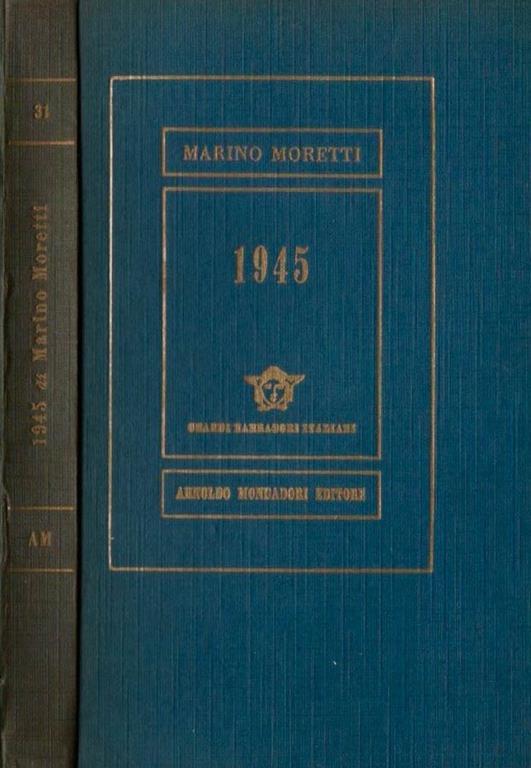 31
1945 di Marino Moretti
AM
MARINO MORETTI
1945
GRANDI NARRATORI ITALIANI
ARNOLDO MONDADORI EDITORE